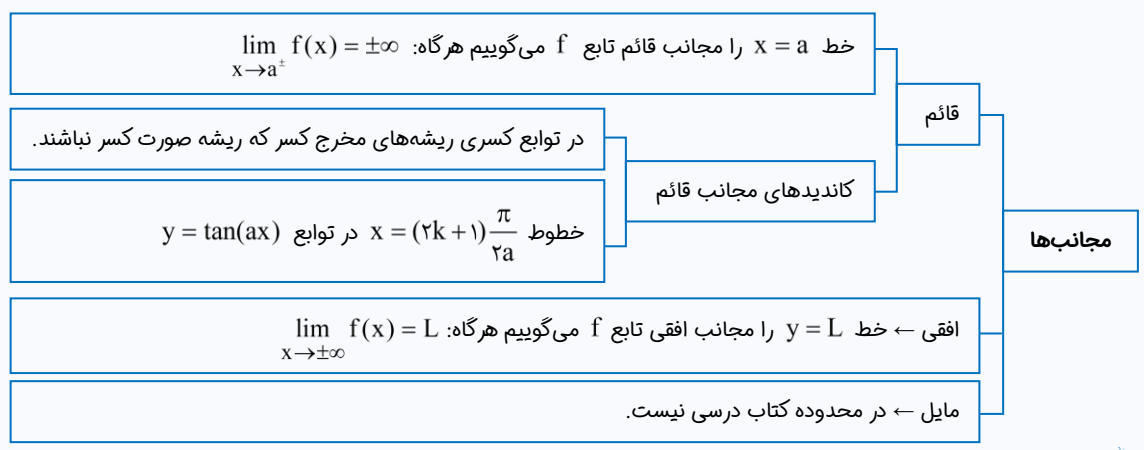 مجانب‌ها
قائم
خط x = a را مجانب قائم تابع f می‌گوییم هرگاه: lim x→a± f(x) = ±∞
کاندیدهای مجانب قائم
در توابع کسری ریشه‌های مخرج کسر که ریشه صورت کسر نباشند.
خطوط x = (۲k + ۱) π/۲a در توابع y = tan(ax)
افقی ← خط y = L را مجانب افقی تابع f می‌گوییم هرگاه: lim x→±∞ f(x) = L
مایل ← در محدوده کتاب درسی نیست.